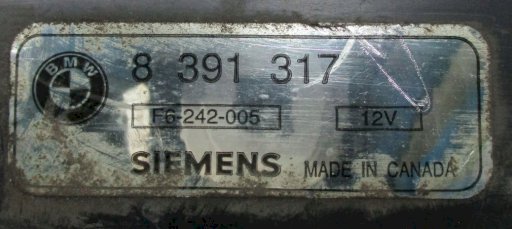 BMW
8 391 317
F6-242-005 12V
SIEMENS MADE IN CANADA